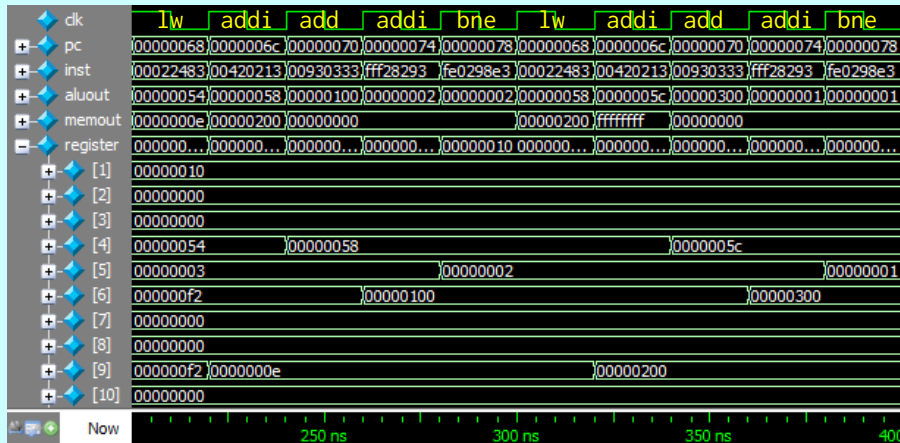 clk lw addi add addi bne lw addi add addi bne
pc 00000068 0000006c 00000070 00000074 00000078 00000068 0000006c 00000070 00000074 00000078
inst 00022483 00420213 00930333 fff28293 fe0298e3 00022483 00420213 00930333 fff28293 fe0298e3
aluout 00000054 00000058 00000100 00000002 00000002 00000058 0000005c 00000300 00000001 00000001
memout 0000000e 00000200 00000000 00000200 ffffffff 00000000
register 000000... 000000... 000000... 000000... 00000010 000000... 000000... 000000... 000000... 000000...
[1] 00000010
[2] 00000000
[3] 00000000
[4] 00000054 00000058 0000005c
[5] 00000003 00000002 00000001
[6] 000000f2 00000100 00000300
[7] 00000000
[8] 00000000
[9] 000000f2 0000000e 00000200
[10] 00000000
Now 250 ns 300 ns 350 ns 400